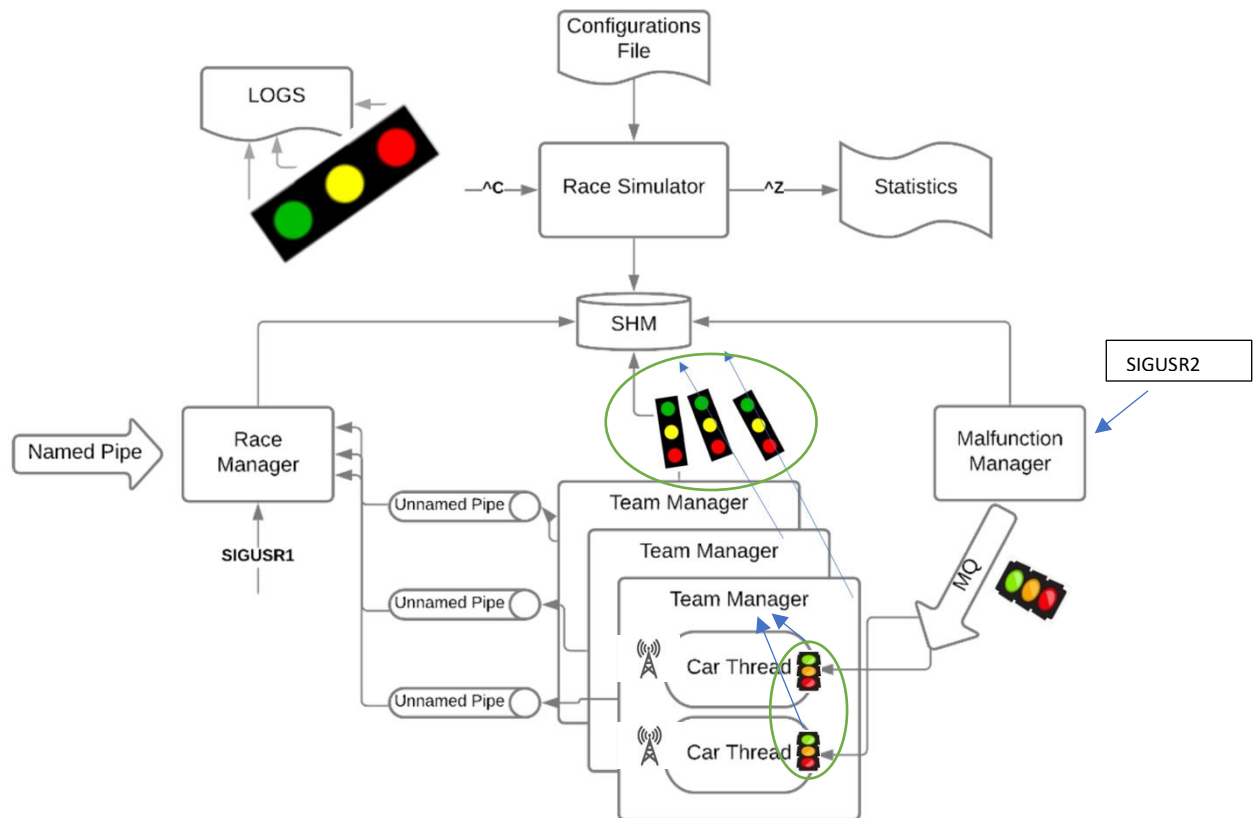 Configurations
File
LOGS
^C
Race Simulator
^Z
Statistics
SHM
SIGUSR2
Named Pipe
Race
Manager
Malfunction
Manager
Unnamed Pipe
Team Manager
SIGUSR1
Team Manager
MQ
Unnamed Pipe
Team Manager
Car Thread
Unnamed Pipe
Car Thread